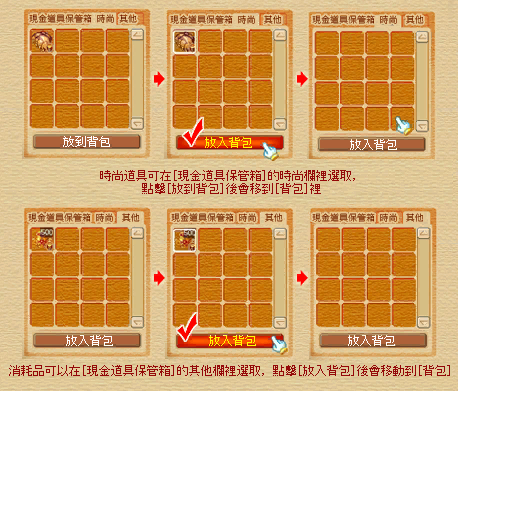 現金道具保管箱 時尚 其他
現金道具保管箱 時尚 其他
現金道具保管箱 時尚 其他
放到背包
放入背包
放入背包
時尚道具可在[現金道具保管箱]的時尚欄裡選取，
點擊[放到背包]後會移到[背包]裡
現金道具保管箱 時尚 其他
現金道具保管箱 時尚 其他
現金道具保管箱 時尚 其他
500
500
放入背包
放入背包
放入背包
消耗品可以在[現金道具保管箱]的其他欄裡選取，點擊[放入背包]後會移動到[背包]